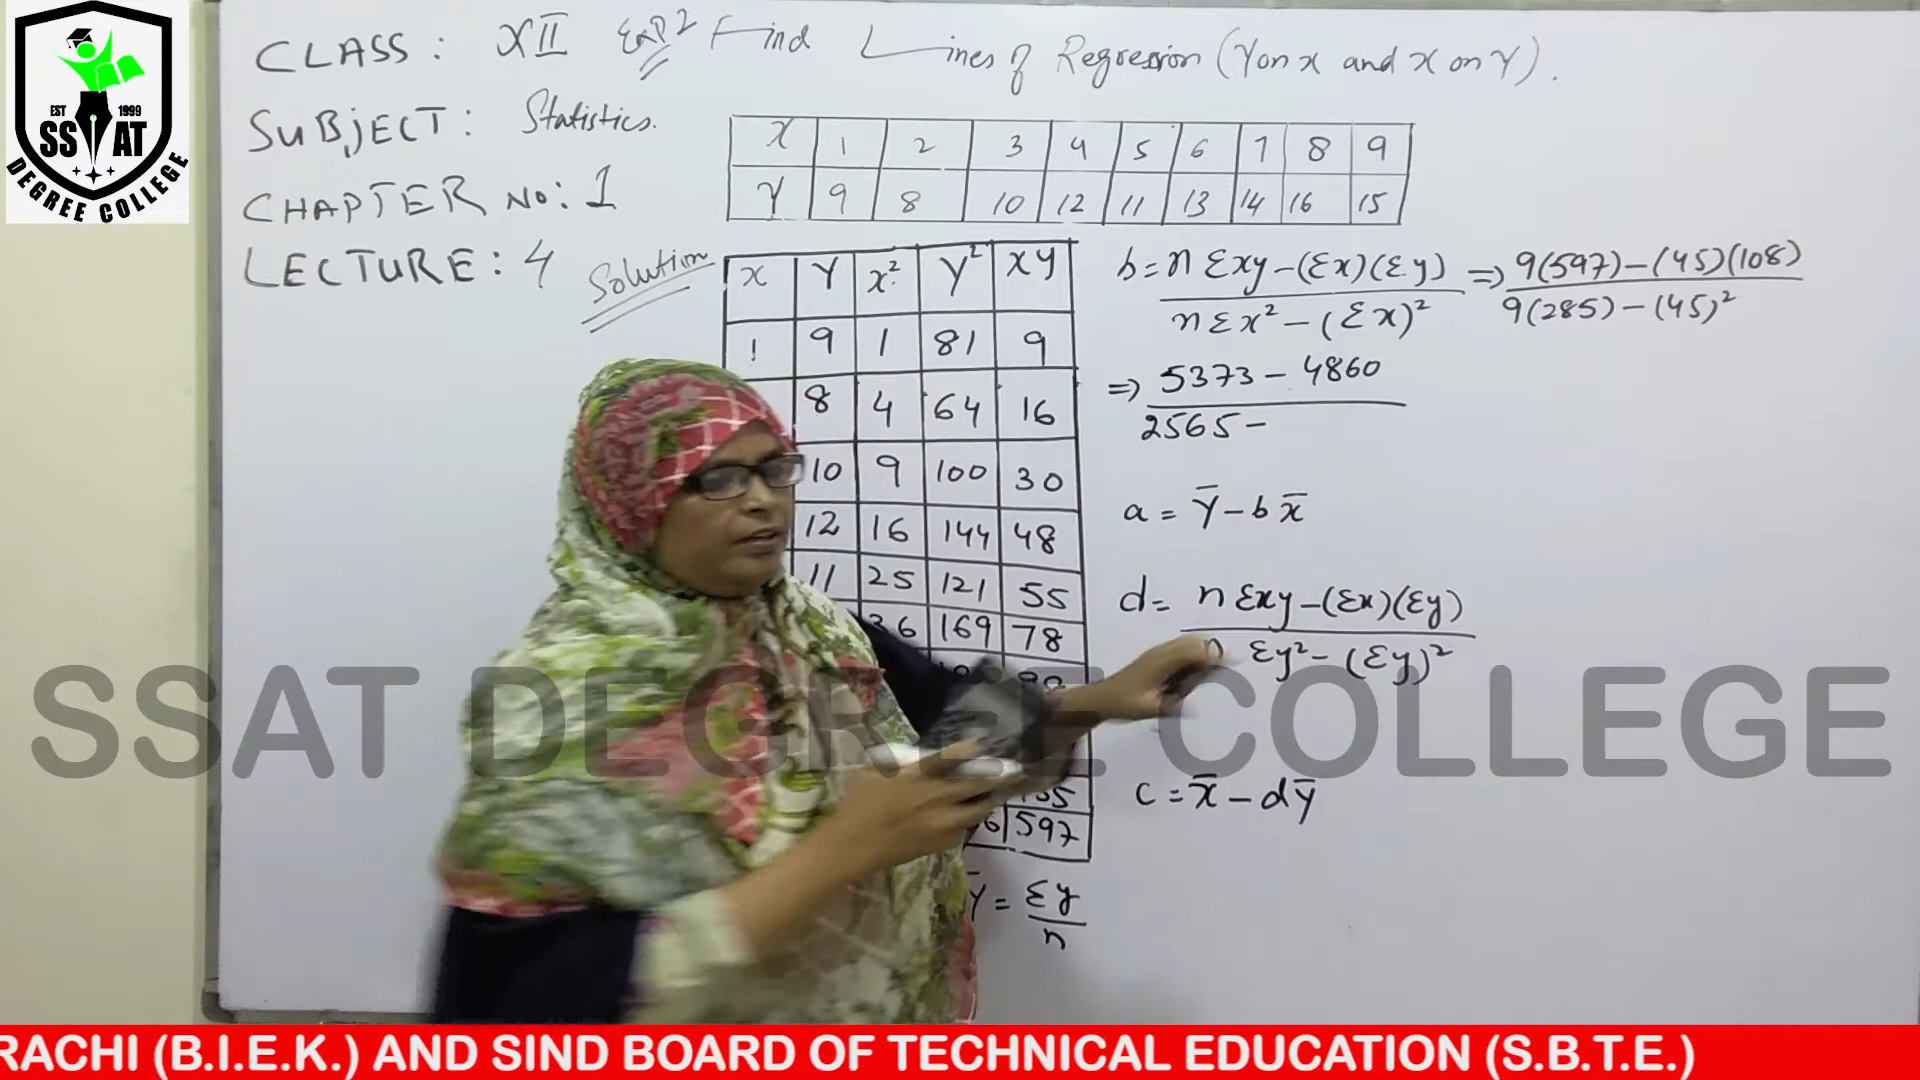 EST 1999
SSAT
DEGREE COLLEGE
CLASS: XII Exp2 Find Lines of Regression (Y on x and x on Y).
SUBJECT: Statistics.
CHAPTER No: 1
LECTURE: 4
X 1 2 3 4 5 6 7 8 9
Y 9 8 10 12 11 13 14 16 15
Solution
x Y x² Y² XY
1 9 1 81 9
8 4 64 16
10 9 100 30
12 16 144 48
11 25 121 55
36 169 78
597
Y̅ = Σy/n
b = nΣxy-(Σx)(Σy) / nΣx²-(Σx)² ⇒ 9(597)-(45)(108) / 9(285)-(45)²
⇒ 5373-4860 / 2565-
a = Y̅-bx̅
d = nΣxy-(Σx)(Σy) / n Σy²-(Σy)²
c = x̅-dy̅
SSAT DEGREE COLLEGE
RACHI (B.I.E.K.) AND SIND BOARD OF TECHNICAL EDUCATION (S.B.T.E.)